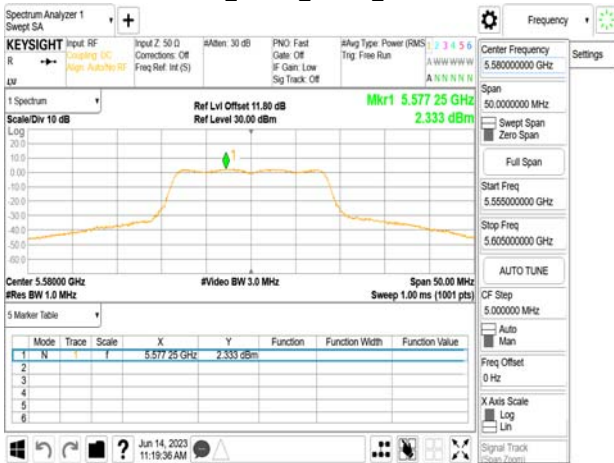 Spectrum Analyzer 1
Swept SA
+
Frequency
KEYSIGHT
R
Input: RF
Coupling: DC
Align: Auto/No RF
Input Z: 50 Ω
Corrections: Off
Freq Ref: Int (S)
#Atten: 30 dB
PNO: Fast
Gate: Off
IF Gain: Low
Sig Track: Off
#Avg Type: Power (RMS
Trig: Free Run
1 2 3 4 5 6
A W W W W W
A N N N N N
1 Spectrum
Scale/Div 10 dB
Ref Lvl Offset 11.80 dB
Ref Level 30.00 dBm
Mkr1 5.577 25 GHz
2.333 dBm
Log
20.0
10.0
0.00
-10.0
-20.0
-30.0
-40.0
-50.0
-60.0
1
Center 5.58000 GHz
#Res BW 1.0 MHz
#Video BW 3.0 MHz
Span 50.00 MHz
Sweep 1.00 ms (1001 pts)
5 Marker Table
Mode Trace Scale X Y Function Function Width Function Value
1 N 1 f 5.577 25 GHz 2.333 dBm
2
3
4
5
6
Jun 14, 2023
11:19:36 AM
Center Frequency
5.580000000 GHz
Settings
Span
50.0000000 MHz
Swept Span
Zero Span
Full Span
Start Freq
5.555000000 GHz
Stop Freq
5.605000000 GHz
AUTO TUNE
CF Step
5.000000 MHz
Auto
Man
Freq Offset
0 Hz
X Axis Scale
Log
Lin
Signal Track
(Span Zoom)